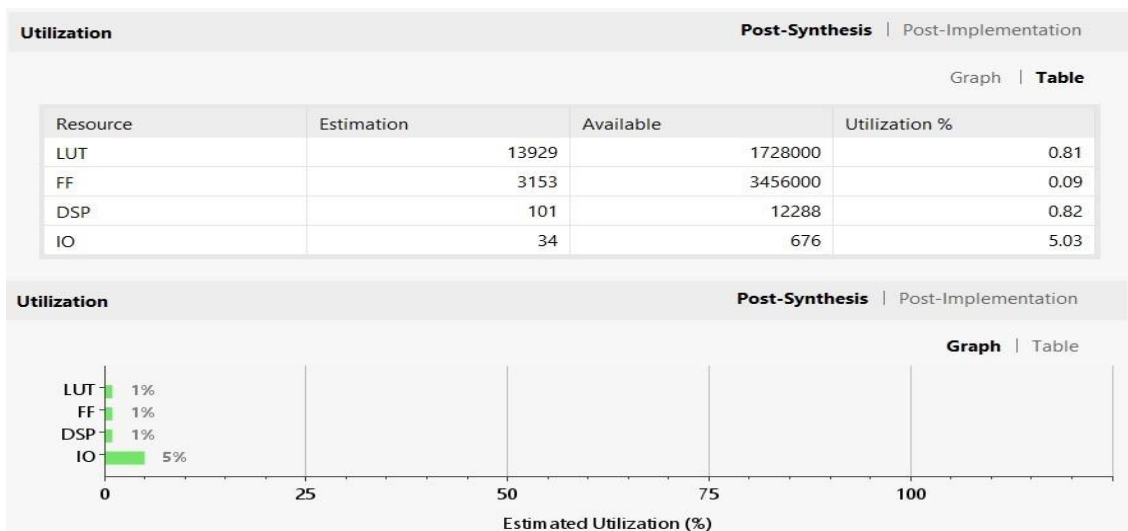 Utilization Post-Synthesis | Post-Implementation
Graph | Table
Resource Estimation Available Utilization %
LUT 13929 1728000 0.81
FF 3153 3456000 0.09
DSP 101 12288 0.82
IO 34 676 5.03
Utilization Post-Synthesis | Post-Implementation
Graph | Table
LUT 1%
FF 1%
DSP 1%
IO 5%
0 25 50 75 100
Estimated Utilization (%)